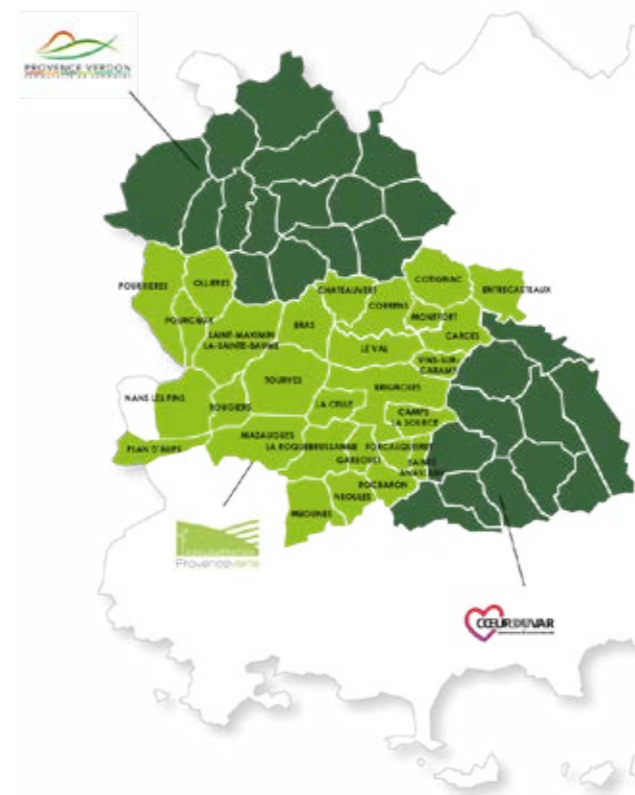 PROVENCE VERDON
COTIGNAC
ENTRECASTEAUX
POURRIERES
OLLIERES
CHATEAUVERT
CORRENS
MONTFORT
POURCIEUX
SAINT-MAXIMIN
LA-SAINTE-BAUME
BRAS
CARCES
LE VAL
VINS-SUR-
CARAMY
TOURVES
BRIGNOLES
NANS LES PINS
ROUGIERS
LA CELLE
CAMPS
LA SOURCE
MAZAUGUES
LA ROQUEBRUSSANNE
FORCALQUEIRET
PLAN D'AUPS
GAREOULT
SAINTE
ANASTASIE
ROCBARON
NEOULES
MEOUNES
Provence verte
CŒUR DU VAR